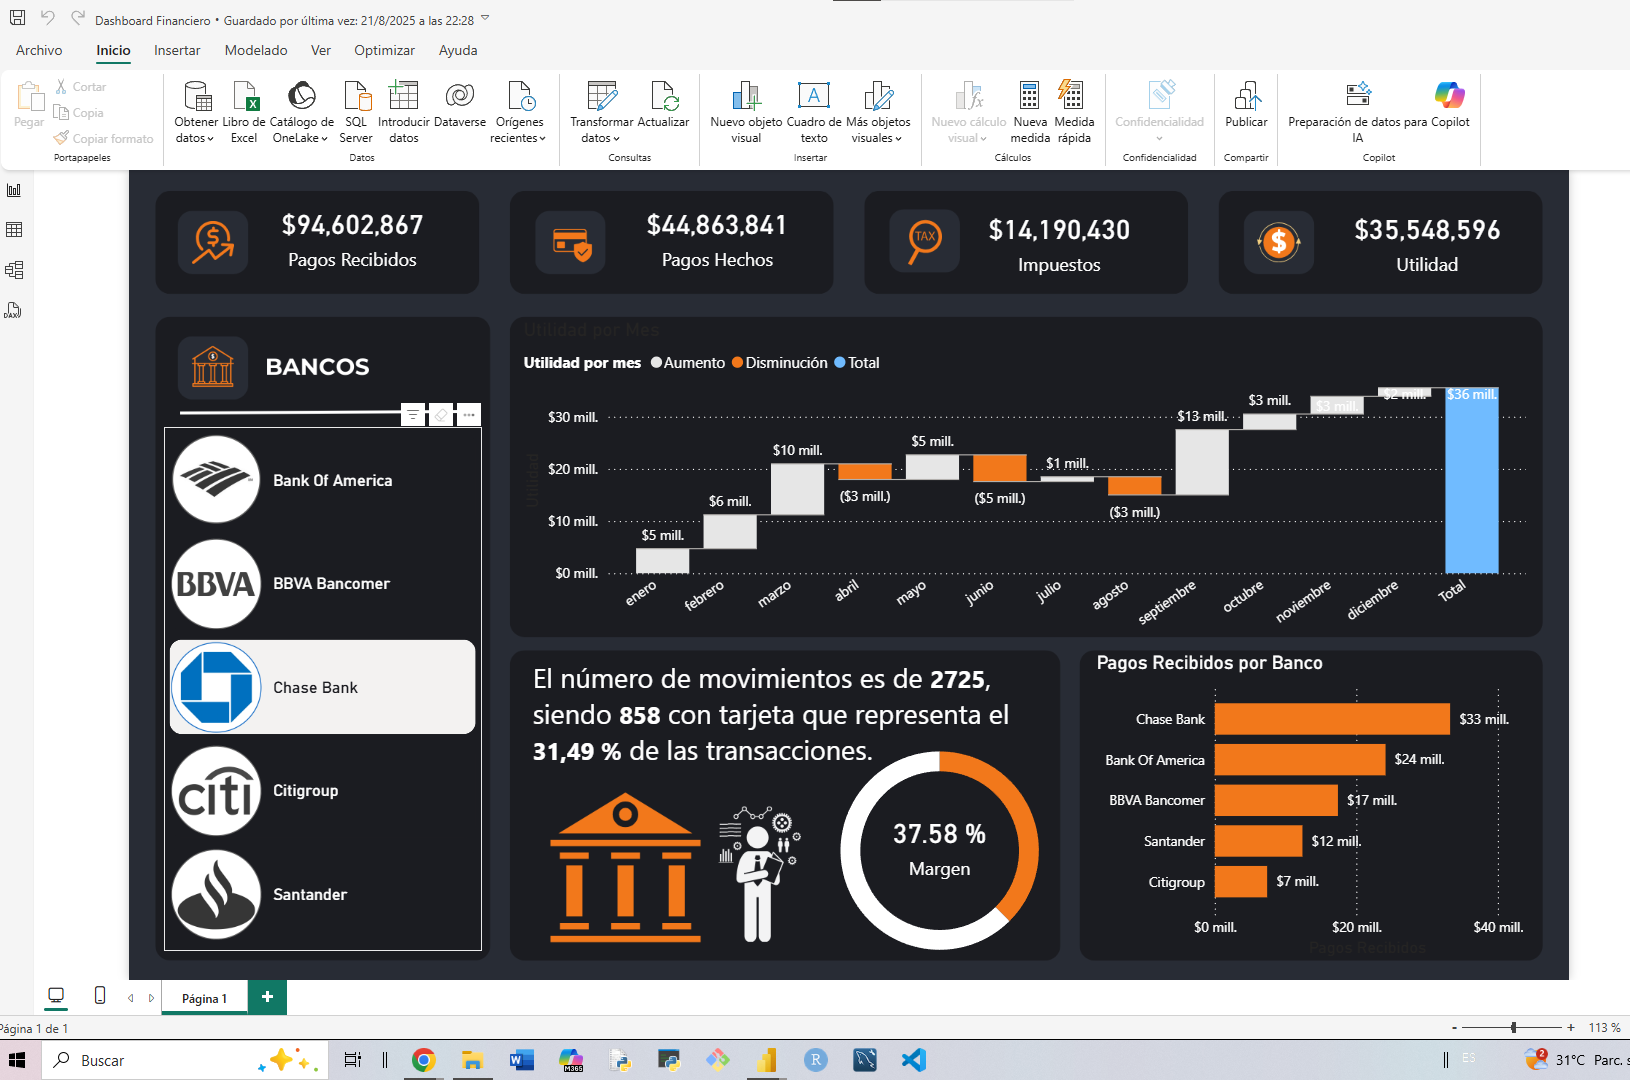 Dashboard Financiero • Guardado por última vez: 21/8/2025 a las 22:28
Archivo
Inicio
Insertar
Modelado
Ver
Optimizar
Ayuda
Pegar
Cortar
Copia
Copiar formato
Portapapeles
Obtener datos
Libro de Excel
Catálogo de OneLake
SQL Server
Introducir datos
Dataverse
Orígenes recientes
Datos
Transformar datos
Actualizar
Consultas
Nuevo objeto visual
Cuadro de texto
Más objetos visuales
Insertar
Nuevo cálculo visual
Nueva medida
Medida rápida
Cálculos
Confidencialidad
Confidencialidad
Publicar
Compartir
Preparación de datos para IA
Copilot
Copilot
DAX
$94,602,867
Pagos Recibidos
$44,863,841
Pagos Hechos
TAX
$14,190,430
Impuestos
$35,548,596
Utilidad
BANCOS
Bank Of America
BBVA
BBVA Bancomer
Chase Bank
citi
Citigroup
Santander
Utilidad por Mes
Utilidad por mes
Aumento
Disminución
Total
Utilidad
$30 mill.
$20 mill.
$10 mill.
$0 mill.
$5 mill.
$6 mill.
$10 mill.
($3 mill.)
$5 mill.
($5 mill.)
$1 mill.
($3 mill.)
$13 mill.
$3 mill.
$3 mill.
$2 mill.
$36 mill.
enero
febrero
marzo
abril
mayo
junio
julio
agosto
septiembre
octubre
noviembre
diciembre
Total
El número de movimientos es de 2725,
siendo 858 con tarjeta que representa el
31,49 % de las transacciones.
37.58 %
Margen
Pagos Recibidos por Banco
Chase Bank
$33 mill.
Bank Of America
$24 mill.
BBVA Bancomer
$17 mill.
Santander
$12 mill.
Citigroup
$7 mill.
$0 mill.
$20 mill.
$40 mill.
Pagos Recibidos
Página 1
Página 1 de 1
- + 113 %
Buscar
M365
R
ES
2
31°C Parc. s